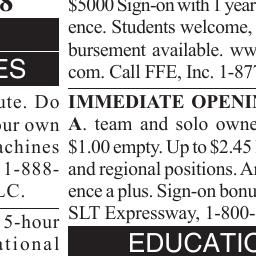 8
ES
ute. Do
our own
achines
1-888-
LC.
5-hour
ational
$5000 Sign-on with 1 year
ence. Students welcome,
bursement available. ww
com. Call FFE, Inc. 1-877
IMMEDIATE OPENIN
A. team and solo owne
$1.00 empty. Up to $2.45
and regional positions. A
ence a plus. Sign-on bonu
SLT Expressway, 1-800-
EDUCATIO